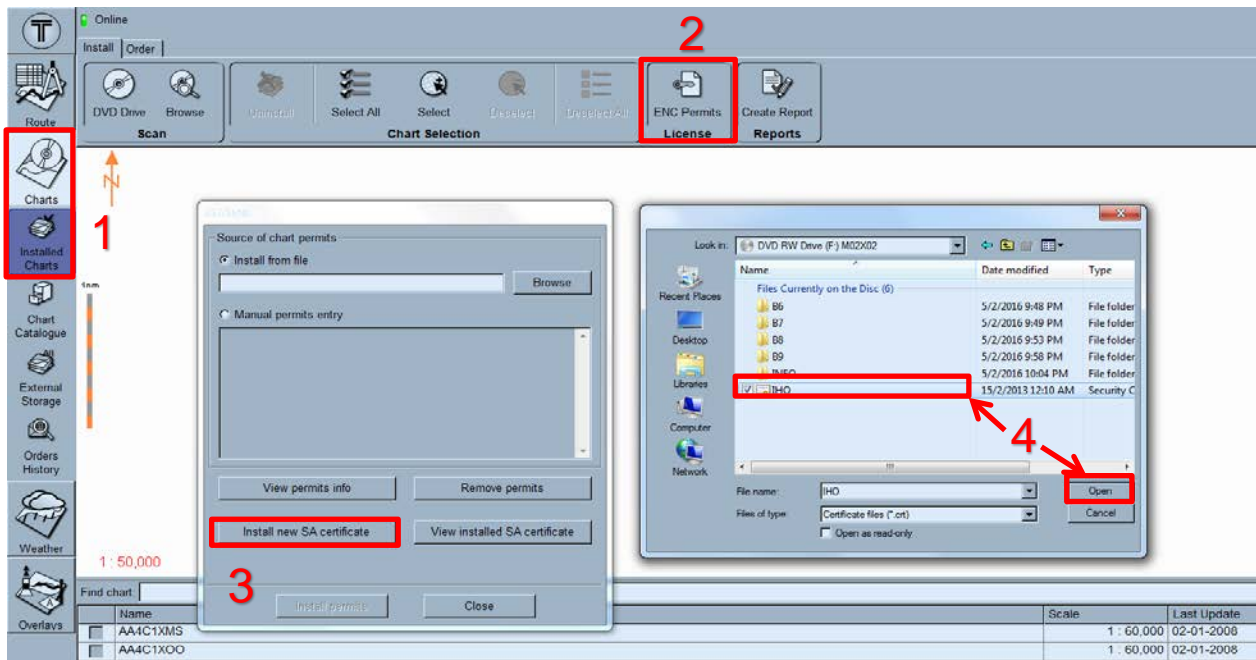 Online
Install
Order
DVD Drive
Browse
Scan
Uninstall
Select All
Select
Deselect
Deselect All
Chart Selection
ENC Permits
License
Create Report
Reports
2
Route
Charts
Installed
Charts
1
Chart
Catalogue
External
Storage
Orders
History
Weather
Overlays
N
1nm
1 : 50,000
Source of chart permits
Install from file
Browse
Manual permits entry
View permits info
Remove permits
Install new SA certificate
View installed SA certificate
3
Install permits
Close
Look in:
DVD RW Drive (F:) M02X02
Name
Date modified
Type
Files Currently on the Disc (6)
B6
5/2/2016 9:48 PM
File folder
B7
5/2/2016 9:49 PM
File folder
B8
5/2/2016 9:53 PM
File folder
B9
5/2/2016 9:58 PM
File folder
INFO
5/2/2016 10:04 PM
File folder
IHO
15/2/2013 12:10 AM
Security C
Recent Places
Desktop
Libraries
Computer
Network
4
File name:
IHO
Open
Files of type:
Certificate files (*.crt)
Cancel
Open as read-only
Find chart:
Name
Scale
Last Update
AA4C1XMS
1 : 60,000
02-01-2008
AA4C1XOO
1 : 60,000
02-01-2008